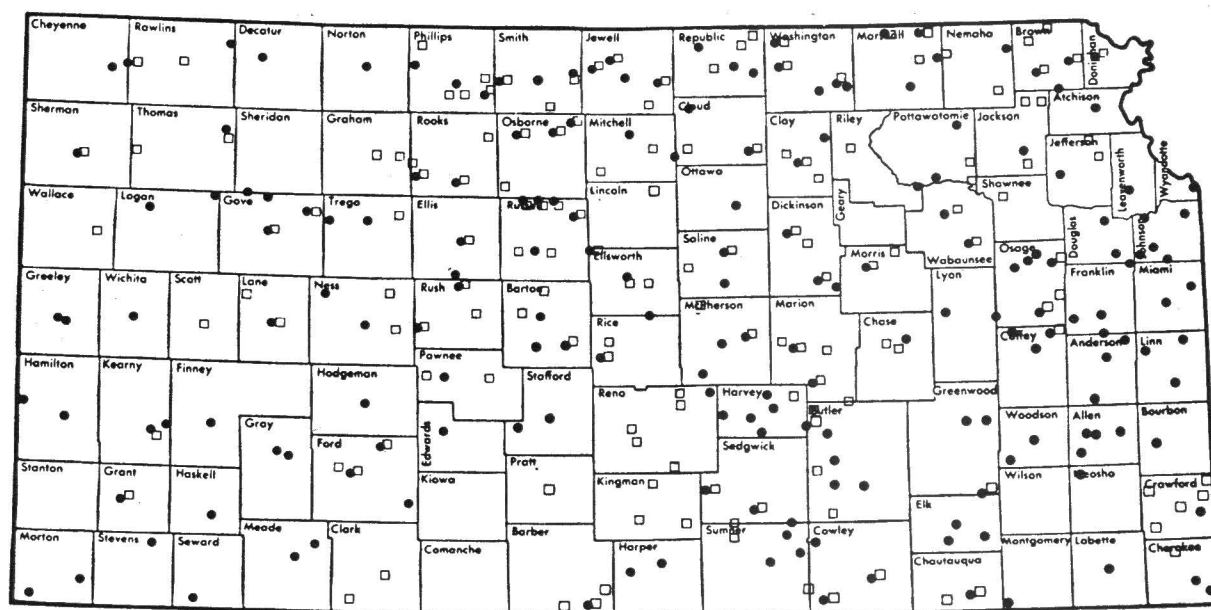 Cheyenne
Rawlins
Decatur
Norton
Phillips
Smith
Jewell
Republic
Washington
Marshall
Nemaha
Brown
Doniphan
Sherman
Thomas
Sheridan
Graham
Rooks
Osborne
Mitchell
Cloud
Clay
Riley
Pottawatomie
Jackson
Atchison
Jefferson
Leavenworth
Wyandotte
Wallace
Logan
Gove
Trego
Ellis
Russell
Lincoln
Ottawa
Dickinson
Geary
Shawnee
Douglas
Johnson
Saline
Ellsworth
Morris
Wabaunsee
Osage
Lyon
Franklin
Miami
Greeley
Wichita
Scott
Lane
Ness
Rush
Barton
Rice
McPherson
Marion
Chase
Coffey
Anderson
Linn
Hamilton
Kearny
Finney
Hodgeman
Pawnee
Stafford
Reno
Harvey
Butler
Greenwood
Woodson
Allen
Bourbon
Gray
Ford
Edwards
Sedgwick
Stanton
Grant
Haskell
Kiowa
Pratt
Kingman
Elk
Wilson
Neosho
Crawford
Morton
Stevens
Seward
Meade
Clark
Comanche
Barber
Harper
Sumner
Cowley
Chautauqua
Montgomery
Labette
Cherokee